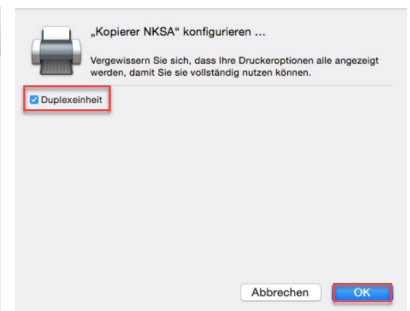 „Kopierer NKSA“ konfigurieren ...
Vergewissern Sie sich, dass Ihre Druckeroptionen alle angezeigt
werden, damit Sie sie vollständig nutzen können.
Duplexeinheit
Abbrechen OK